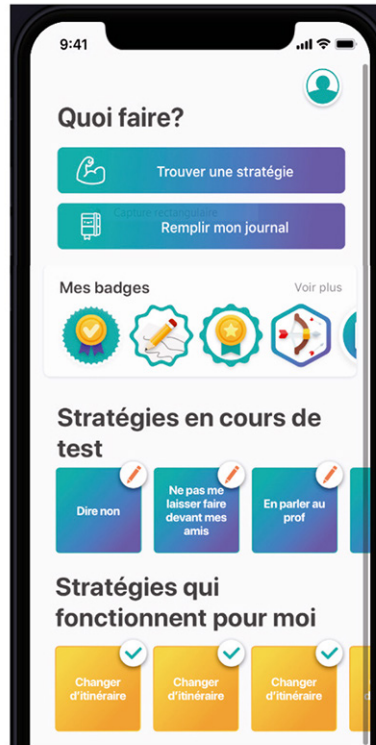 9:41
Quoi faire?
Trouver une stratégie
Capture rectangulaire
Remplir mon journal
Mes badges
Voir plus
Stratégies en cours de
test
Dire non
Ne pas me
laisser faire
devant mes
amis
En parler au
prof
Stratégies qui
fonctionnent pour moi
Changer
d'itinéraire
Changer
d'itinéraire
Changer
d'itinéraire